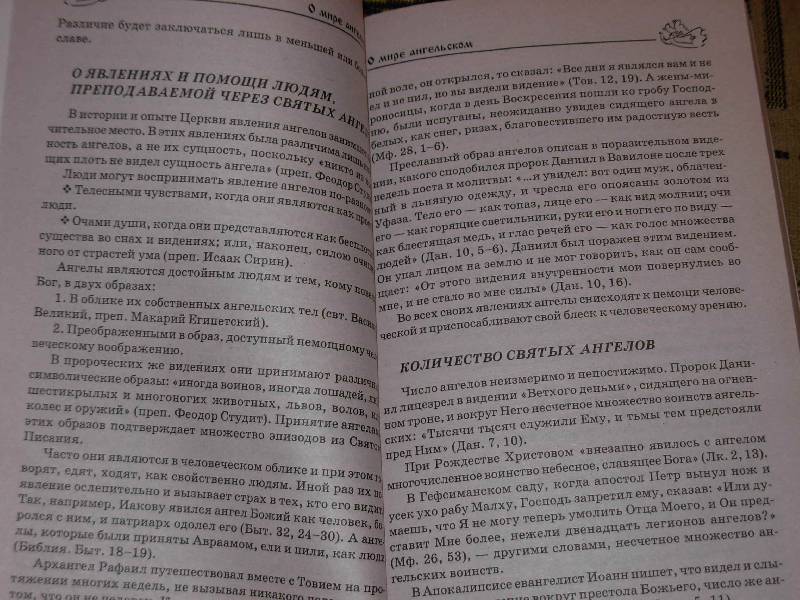 О мире
Различие будет заключаться лишь в меньшей или
славе.
О ЯВЛЕНИЯХ И ПОМОЩИ ЛЮДЯМ,
ПРЕПОДАВАЕМОЙ ЧЕРЕЗ СВЯТЫХ
В истории и опыте Церкви явления ангелов
чительное место. В этих явлениях была различима
ность ангелов, а не их сущность, поскольку «никто из
щих плоть не видел сущность ангела» (преп. Феодор
Люди могут воспринимать явление ангелов
❖ Телесными чувствами, когда они являются как
люди.
❖ Очами души, когда они представляются как
существа во снах и видениях; или, наконец, силою
ного от страстей ума (преп. Исаак Сирин).
Ангелы являются достойным людям и тем, кому
Бог, в двух образах:
1. В облике их собственных ангельских тел (свт.
Великий, преп. Макарий Египетский).
2. Преображенными в образ, доступный немощному
веческому воображению.
В пророческих же видениях они принимают
символические образы: «иногда воинов, иногда лошадей,
шестикрылых и многоногих животных, львов, волов,
колес и оружий» (преп. Феодор Студит). Принятие
этих образов подтверждает множество эпизодов из
Писания.
Часто они являются в человеческом облике и при этом
ворят, едят, ходят, как свойственно людям. Иной раз их
явление ослепительно и вызывает страх в тех, кто его
Так, например, Иакову явился ангел Божий как человек,
ролся с ним, и патриарх одолел его (Быт. 32, 24–30). А
лы, которые были приняты Авраамом, ели и пили, как
(Библия. Быт. 18–19).
Архангел Рафаил путешествовал вместе с Товием на про-
тяжении многих недель, не вызывая никакого
том, что он не человек.
О мире ангельском
ной воле, он открылся, то сказал: «Все дни я являлся вам и не
ел и не пил, но вы видели видение» (Тов. 12, 19). А жены-ми-
роносицы, когда в день Воскресения пошли ко гробу Господ-
ню, были испуганы, неожиданно увидев сидящего ангела в
белых, как снег, ризах, благовестившего им радостную весть
(Мф. 28, 1–6).
Преславный образ ангелов описан в поразительном виде-
нии, какого сподобился пророк Даниил в Вавилоне после трех
недель поста и молитвы: «...я увидел: вот один муж, облачен-
ный в льняную одежду, и чресла его опоясаны золотом из
Уфаза. Тело его — как топаз, лице его — как вид молнии; очи
его — как горящие светильники, руки его и ноги его по виду —
как блестящая медь, и глас речей его — как голос множества
людей» (Дан. 10, 5–6). Даниил был поражен этим видением.
Он упал лицом на землю и не мог говорить, как он сам сооб-
щает: «От этого видения внутренности мои повернулись во
мне, и не стало во мне силы» (Дан. 10, 16).
Во всех своих явлениях ангелы снисходят к немощи челове-
ческой и приспосабливают свой блеск к человеческому зрению.
КОЛИЧЕСТВО СВЯТЫХ АНГЕЛОВ
Число ангелов неизмеримо и непостижимо. Пророк Дани-
ил лицезрел в видении «Ветхого деньми», сидящего на огнен-
ном троне, и вокруг Него несчетное множество воинств ангель-
ских: «Тысячи тысяч служили Ему, и тьмы тем предстояли
пред Ним» (Дан. 7, 10).
При Рождестве Христовом «внезапно явилось с ангелом
многочисленное воинство небесное, славящее Бога» (Лк. 2, 13).
В Гефсиманском саду, когда апостол Петр вынул нож и
усек ухо рабу Малху, Господь запретил ему, сказав: «Или ду-
маешь, что Я не могу теперь умолить Отца Моего, и Он пред-
ставит Мне более, нежели двенадцать легионов ангелов?»
(Мф. 26, 53), — другими словами, несчетное множество ан-
гельских воинств.
В Апокалипсисе евангелист Иоанн пишет, что видел и слы-
вокруг престола Божьего, число же ан-